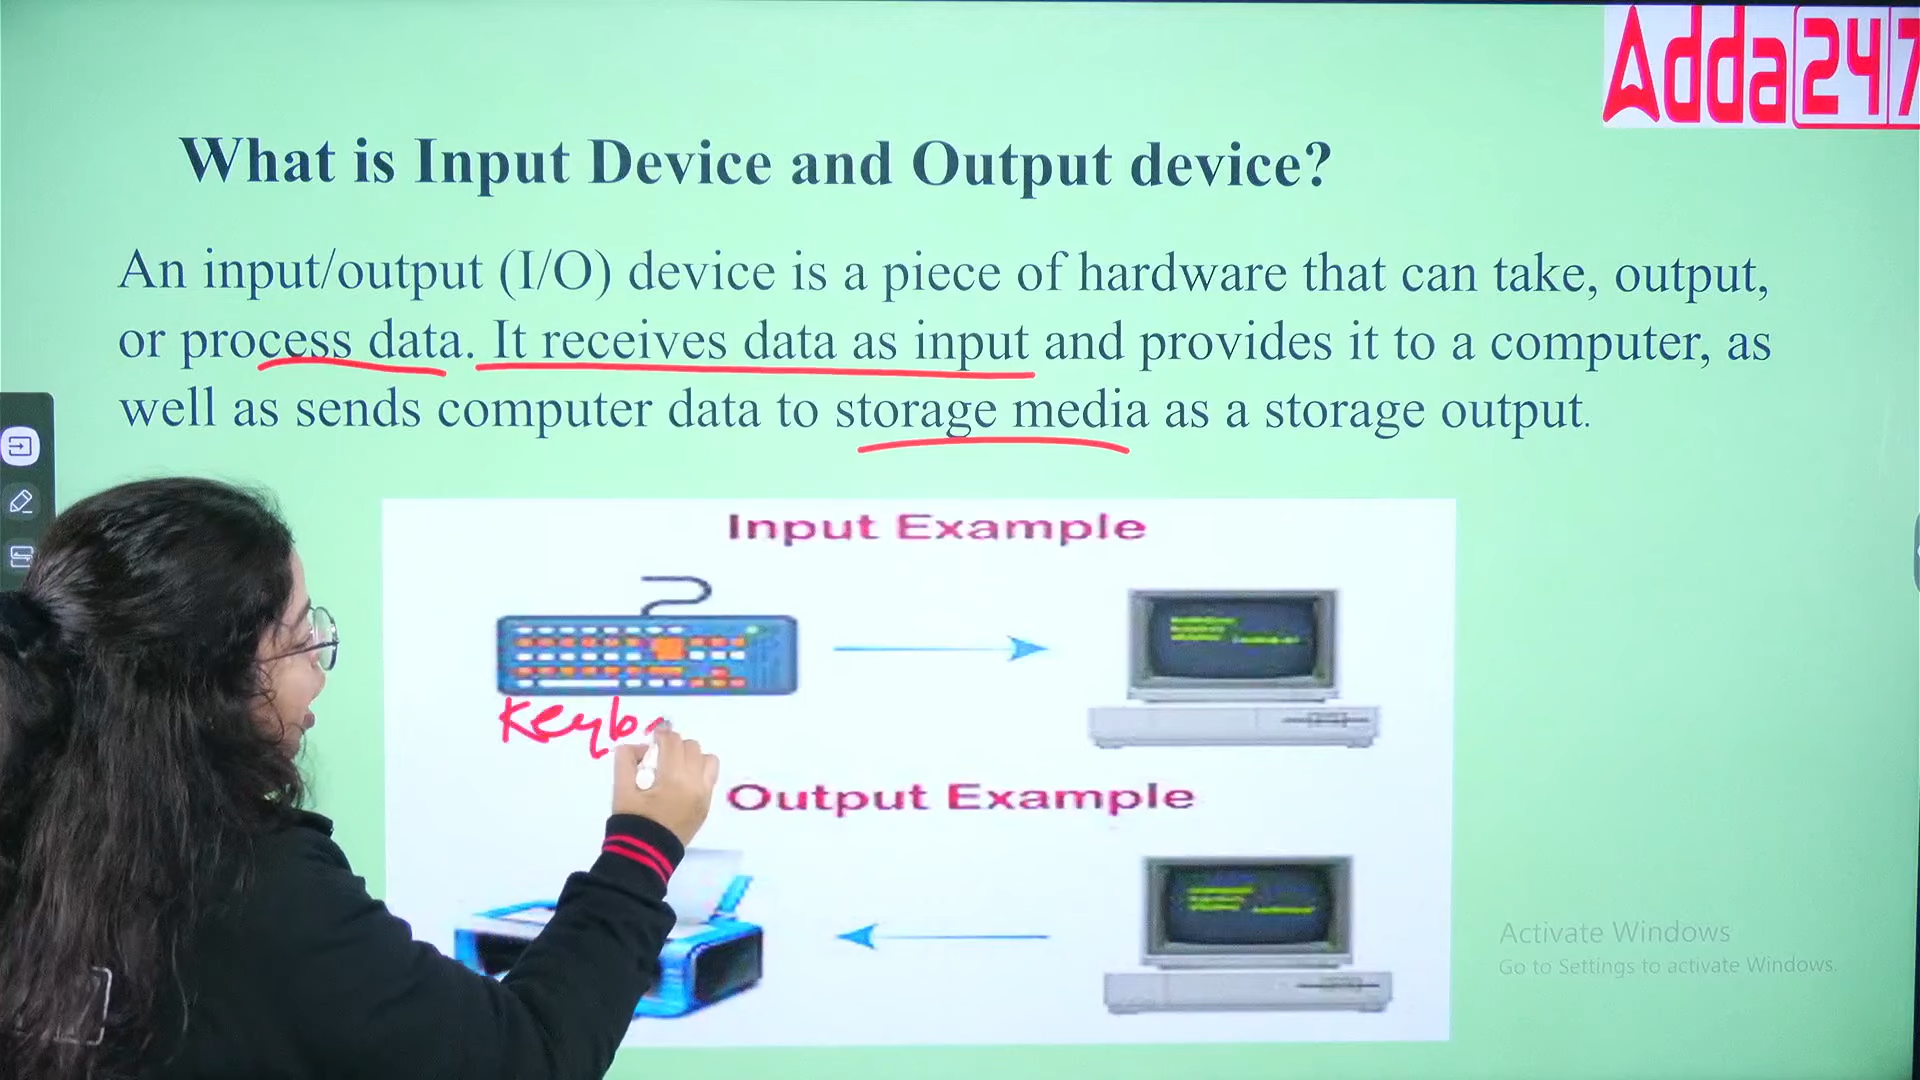 Adda247
What is Input Device and Output device?
An input/output (I/O) device is a piece of hardware that can take, output,
or process data. It receives data as input and provides it to a computer, as
well as sends computer data to storage media as a storage output.
Input Example
Keybo
Output Example
Activate Windows
Go to Settings to activate Windows.